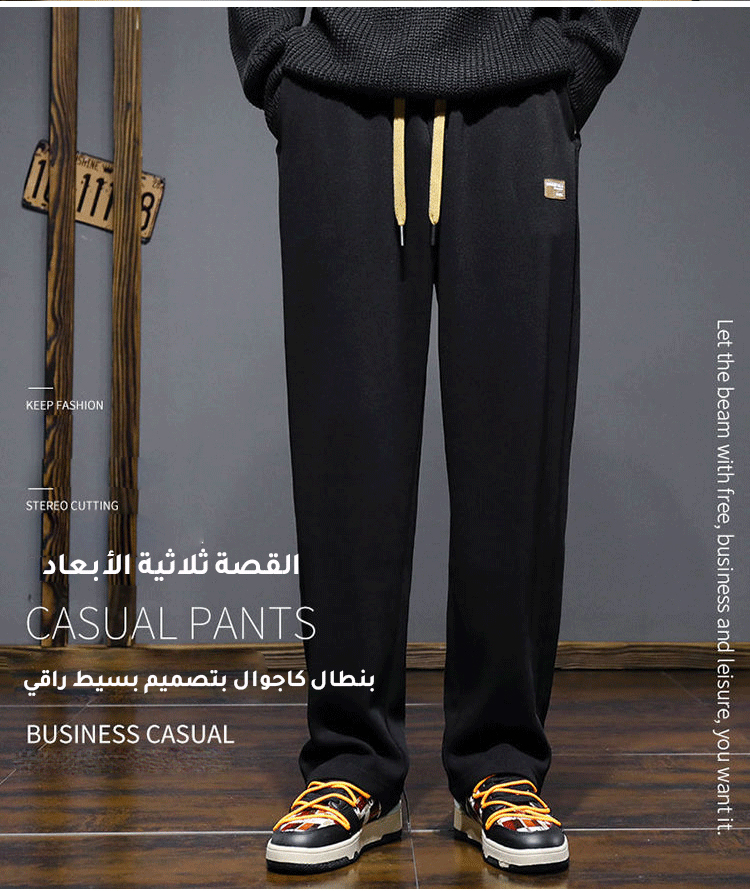 KEEP FASHION
STEREO CUTTING
القصة ثلاثية الأبعاد
CASUAL PANTS
بنطال كاجوال بتصميم بسيط راقي
BUSINESS CASUAL
Let the beam with free, business and leisure, you want it.